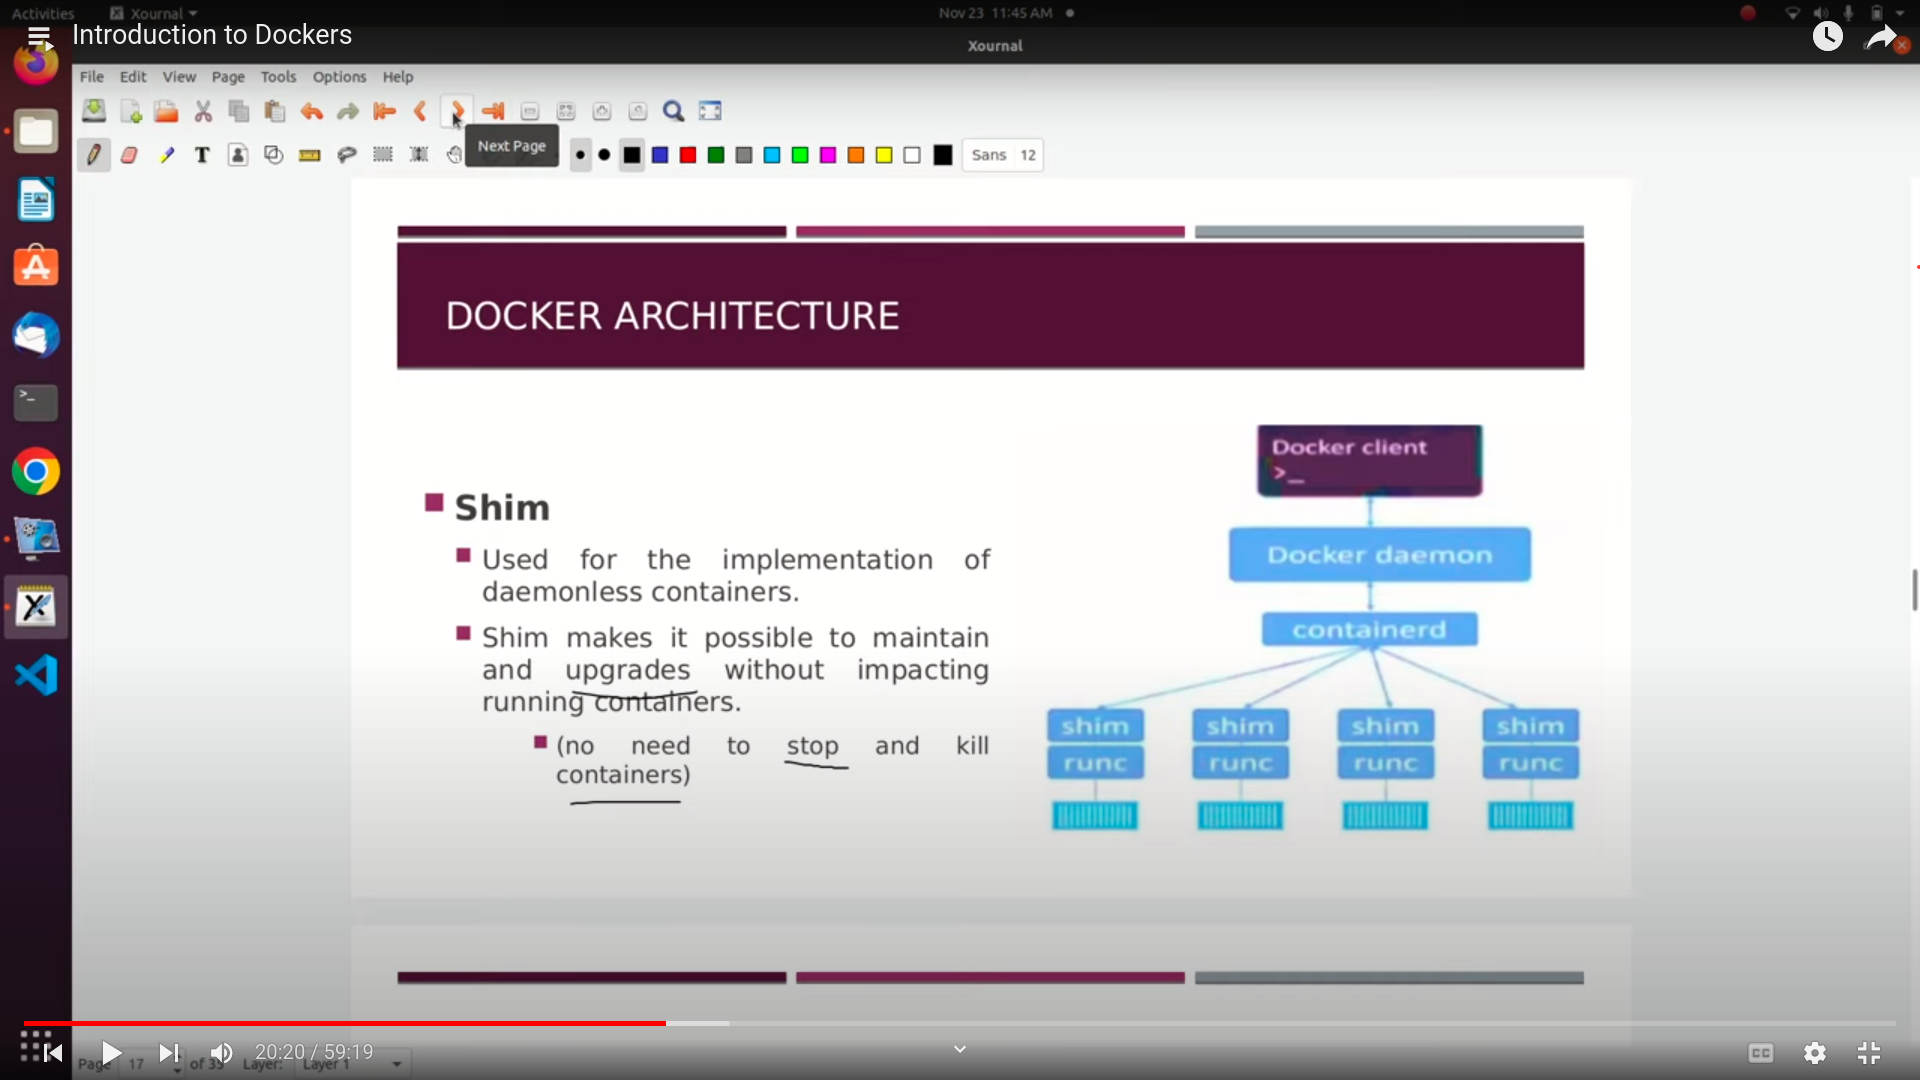 Activities
Xournal
Nov 23 11:45 AM
Introduction to Dockers
Xournal
File Edit View Page Tools Options Help
Next Page
T
Sans 12
DOCKER ARCHITECTURE
Shim
Used for the implementation of
daemonless containers.
Shim makes it possible to maintain
and upgrades without impacting
running containers.
(no need to stop and kill
containers)
Docker client
>_
Docker daemon
containerd
shim shim shim shim
runc runc runc runc
20:20 / 59:19
CC
Page 17 of 35 Layer: Layer 1